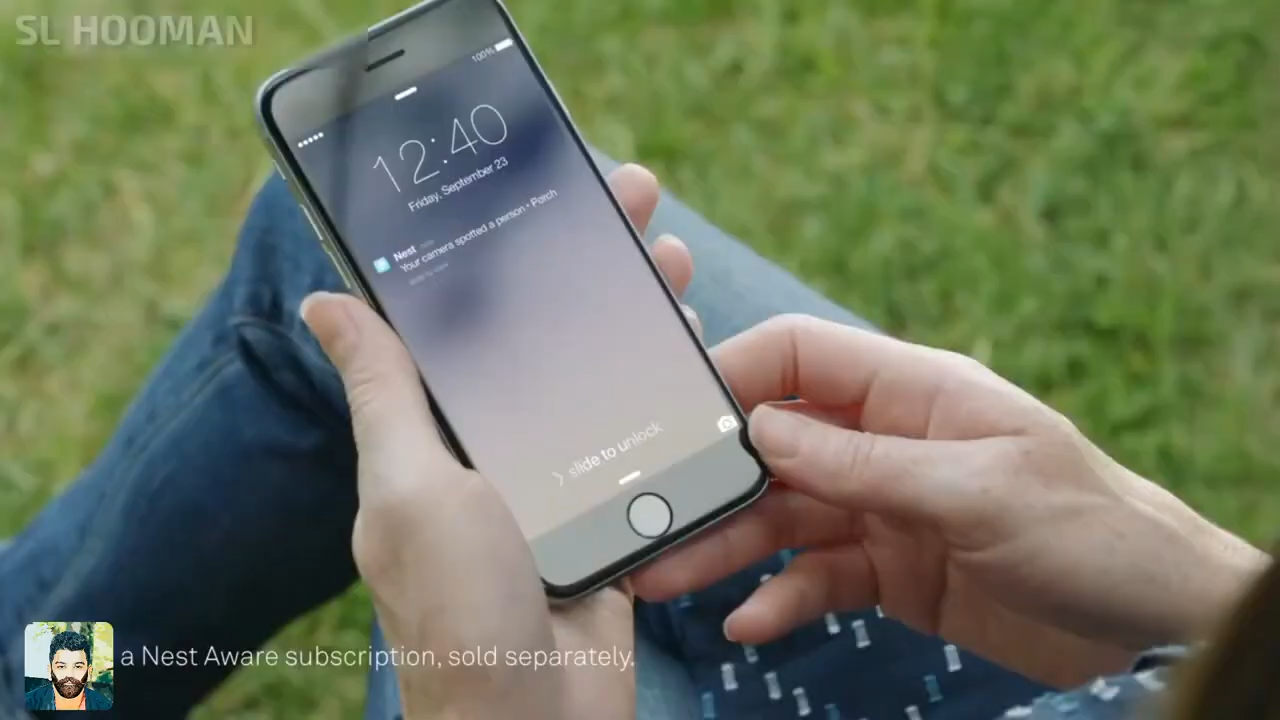 SL HOOMAN
100%
12:40
Friday, September 23
Nest
Your camera spotted a person • Porch
slide to unlock
a Nest Aware subscription, sold separately.